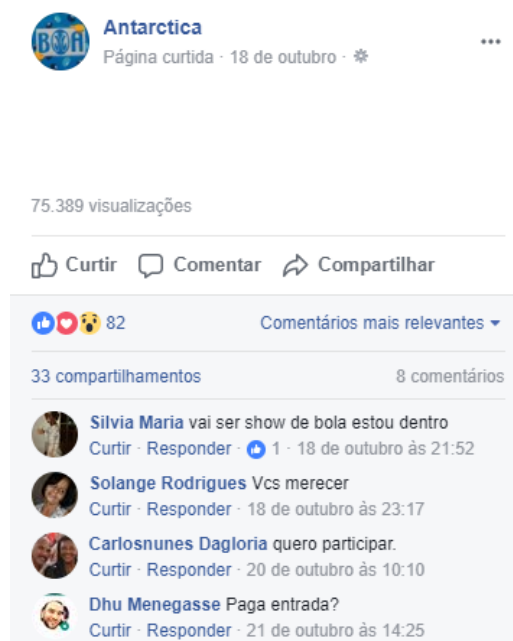 BOA
Antarctica
Página curtida · 18 de outubro ·
75.389 visualizações
Curtir Comentar Compartilhar
82 Comentários mais relevantes
33 compartilhamentos 8 comentários
Silvia Maria vai ser show de bola estou dentro
Curtir · Responder · 1 · 18 de outubro às 21:52
Solange Rodrigues Vcs merecer
Curtir · Responder · 18 de outubro às 23:17
Carlosnunes Dagloria quero participar.
Curtir · Responder · 20 de outubro às 10:10
Dhu Menegasse Paga entrada?
Curtir · Responder · 21 de outubro às 14:25